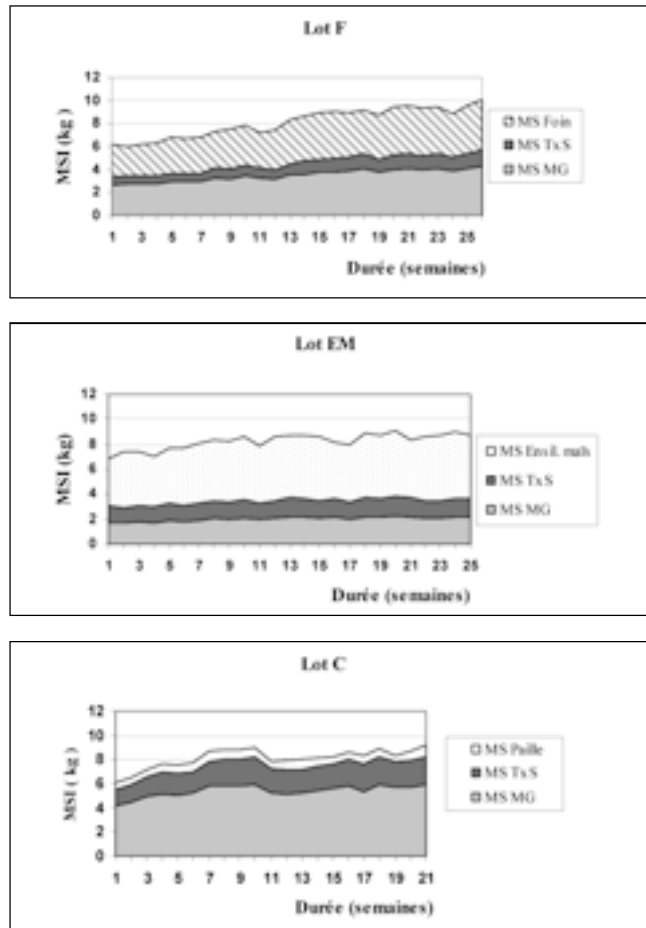 Lot F
12
10
8
6
4
2
0
MSI (kg )
1 3 5 7 9 11 13 15 17 19 21 23 25
Durée (semaines)
MS Foin
MS TxS
MS MG
Lot EM
12
10
8
6
4
2
0
MSI (kg)
1 3 5 7 9 11 13 15 17 19 21 23 25
Durée (semaines)
MS Ensil. maïs
MS TxS
MS MG
Lot C
12
10
8
6
4
2
0
MSI ( kg )
1 3 5 7 9 11 13 15 17 19 21
Durée (semaines)
MS Paille
MS TxS
MS MG